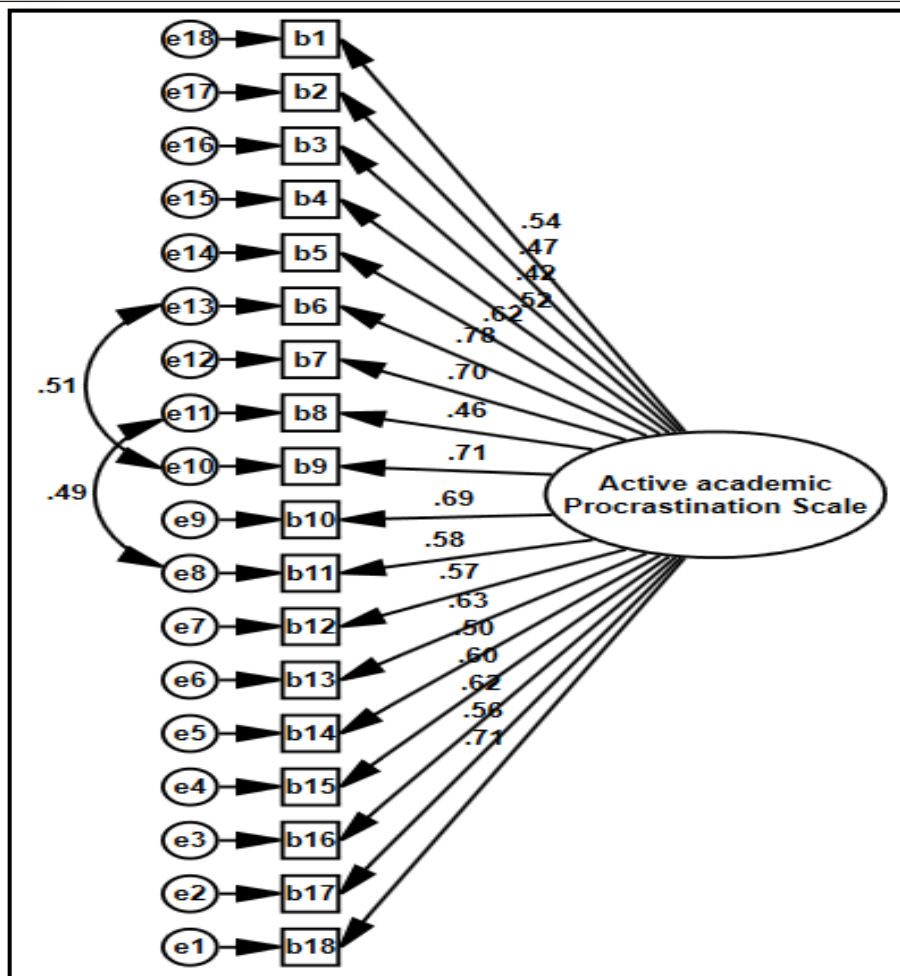 e18 b1
e17 b2
e16 b3
e15 b4
.54
e14 b5
.47
.42
e13 b6
.52
.62
.78
e12 b7
.70
.51
e11 b8
.46
.71
e10 b9
Active academic
.49
Procrastination Scale
.69
e9 b10
.58
e8 b11
.57
.63
e7 b12
.50
.60
e6 b13
.62
.56
e5 b14
.71
e4 b15
e3 b16
e2 b17
e1 b18